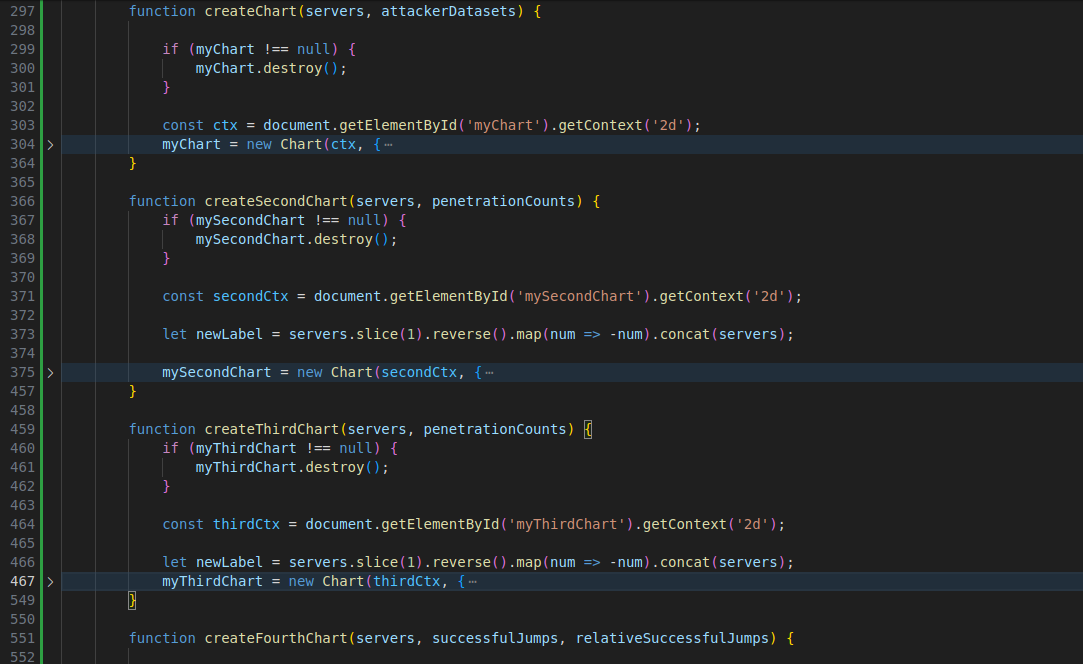 297 function createChart(servers, attackerDatasets) {
298
299 if (myChart !== null) {
300 myChart.destroy();
301 }
302
303 const ctx = document.getElementById('myChart').getContext('2d');
304 myChart = new Chart(ctx, {⋯
364 }
365
366 function createSecondChart(servers, penetrationCounts) {
367 if (mySecondChart !== null) {
368 mySecondChart.destroy();
369 }
370
371 const secondCtx = document.getElementById('mySecondChart').getContext('2d');
372
373 let newLabel = servers.slice(1).reverse().map(num => -num).concat(servers);
374
375 mySecondChart = new Chart(secondCtx, {⋯
457 }
458
459 function createThirdChart(servers, penetrationCounts) {
460 if (myThirdChart !== null) {
461 myThirdChart.destroy();
462 }
463
464 const thirdCtx = document.getElementById('myThirdChart').getContext('2d');
465
466 let newLabel = servers.slice(1).reverse().map(num => -num).concat(servers);
467 myThirdChart = new Chart(thirdCtx, {⋯
549 }
550
551 function createFourthChart(servers, successfulJumps, relativeSuccessfulJumps) {
552